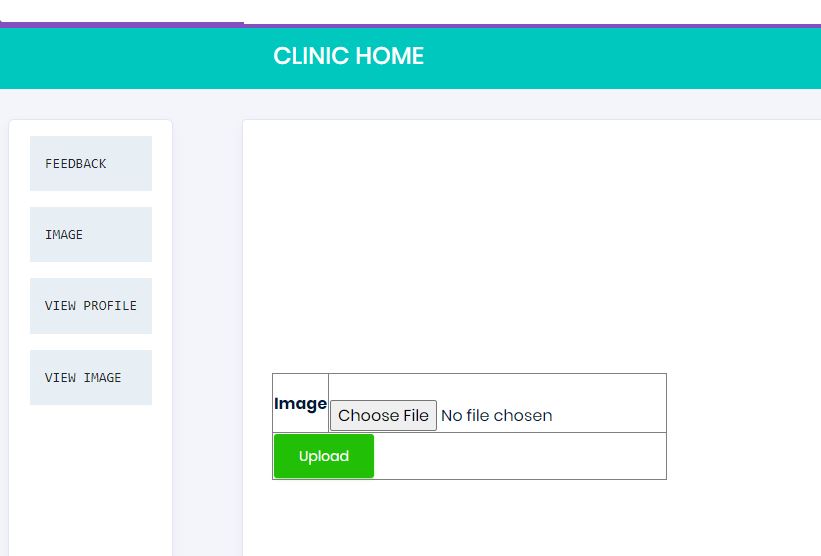 CLINIC HOME
FEEDBACK
IMAGE
VIEW PROFILE
VIEW IMAGE
Image
Choose File No file chosen
Upload